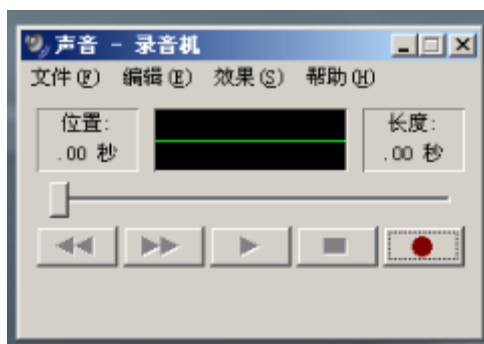 声音 - 录音机
文件(F) 编辑(E) 效果(S) 帮助(H)
位置:
.00 秒
长度:
.00 秒